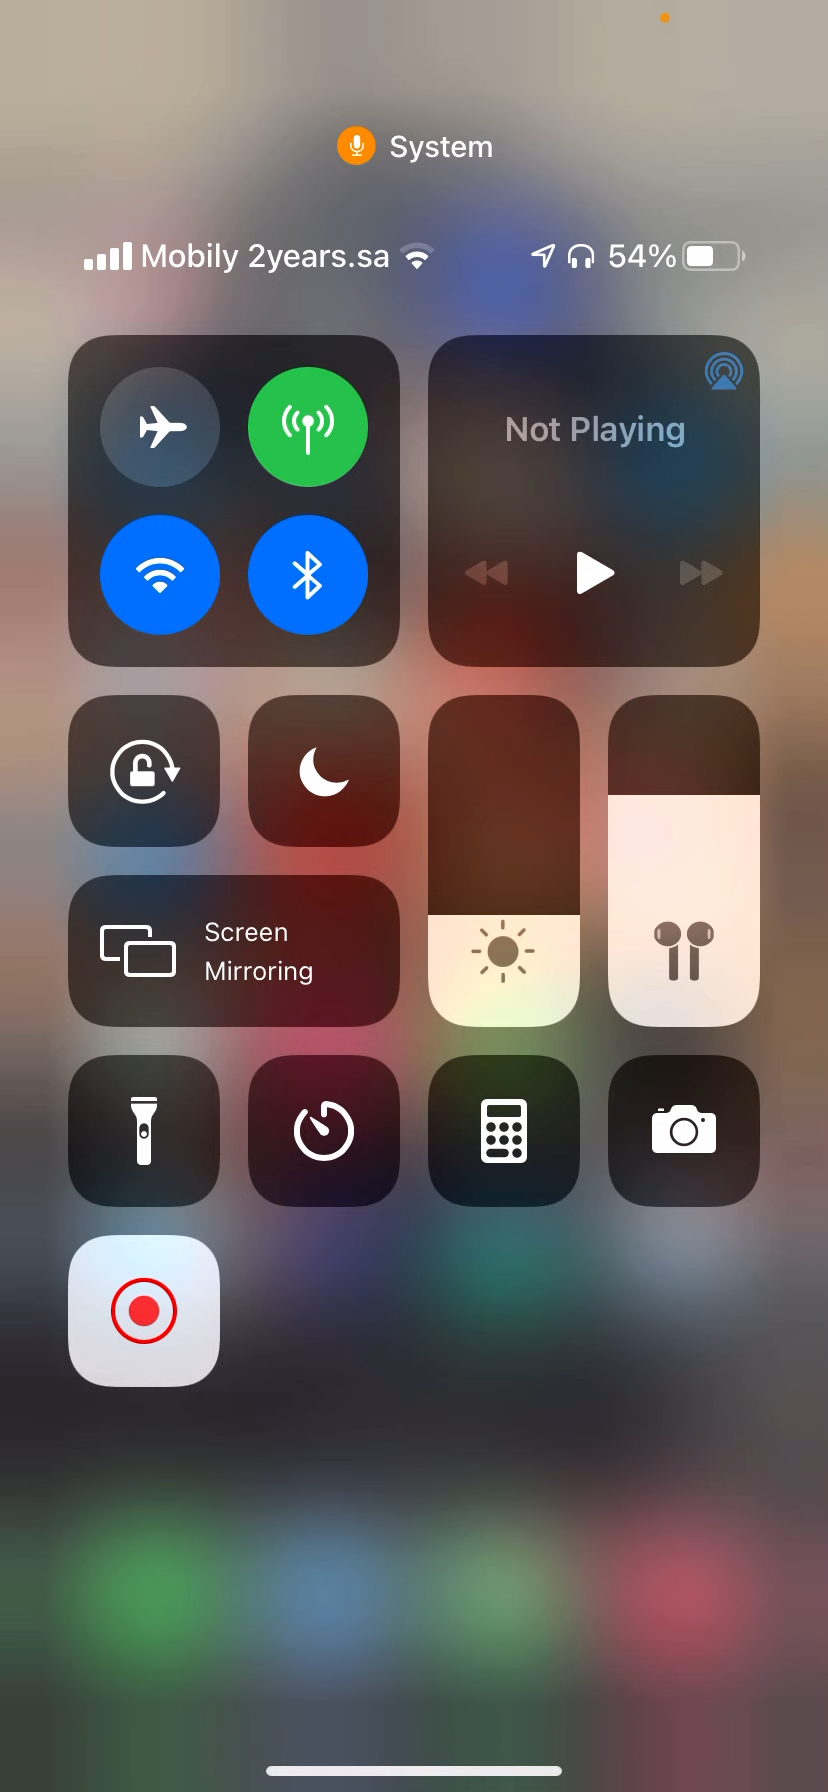 System
Mobily 2years.sa
54%
Not Playing
Screen
Mirroring